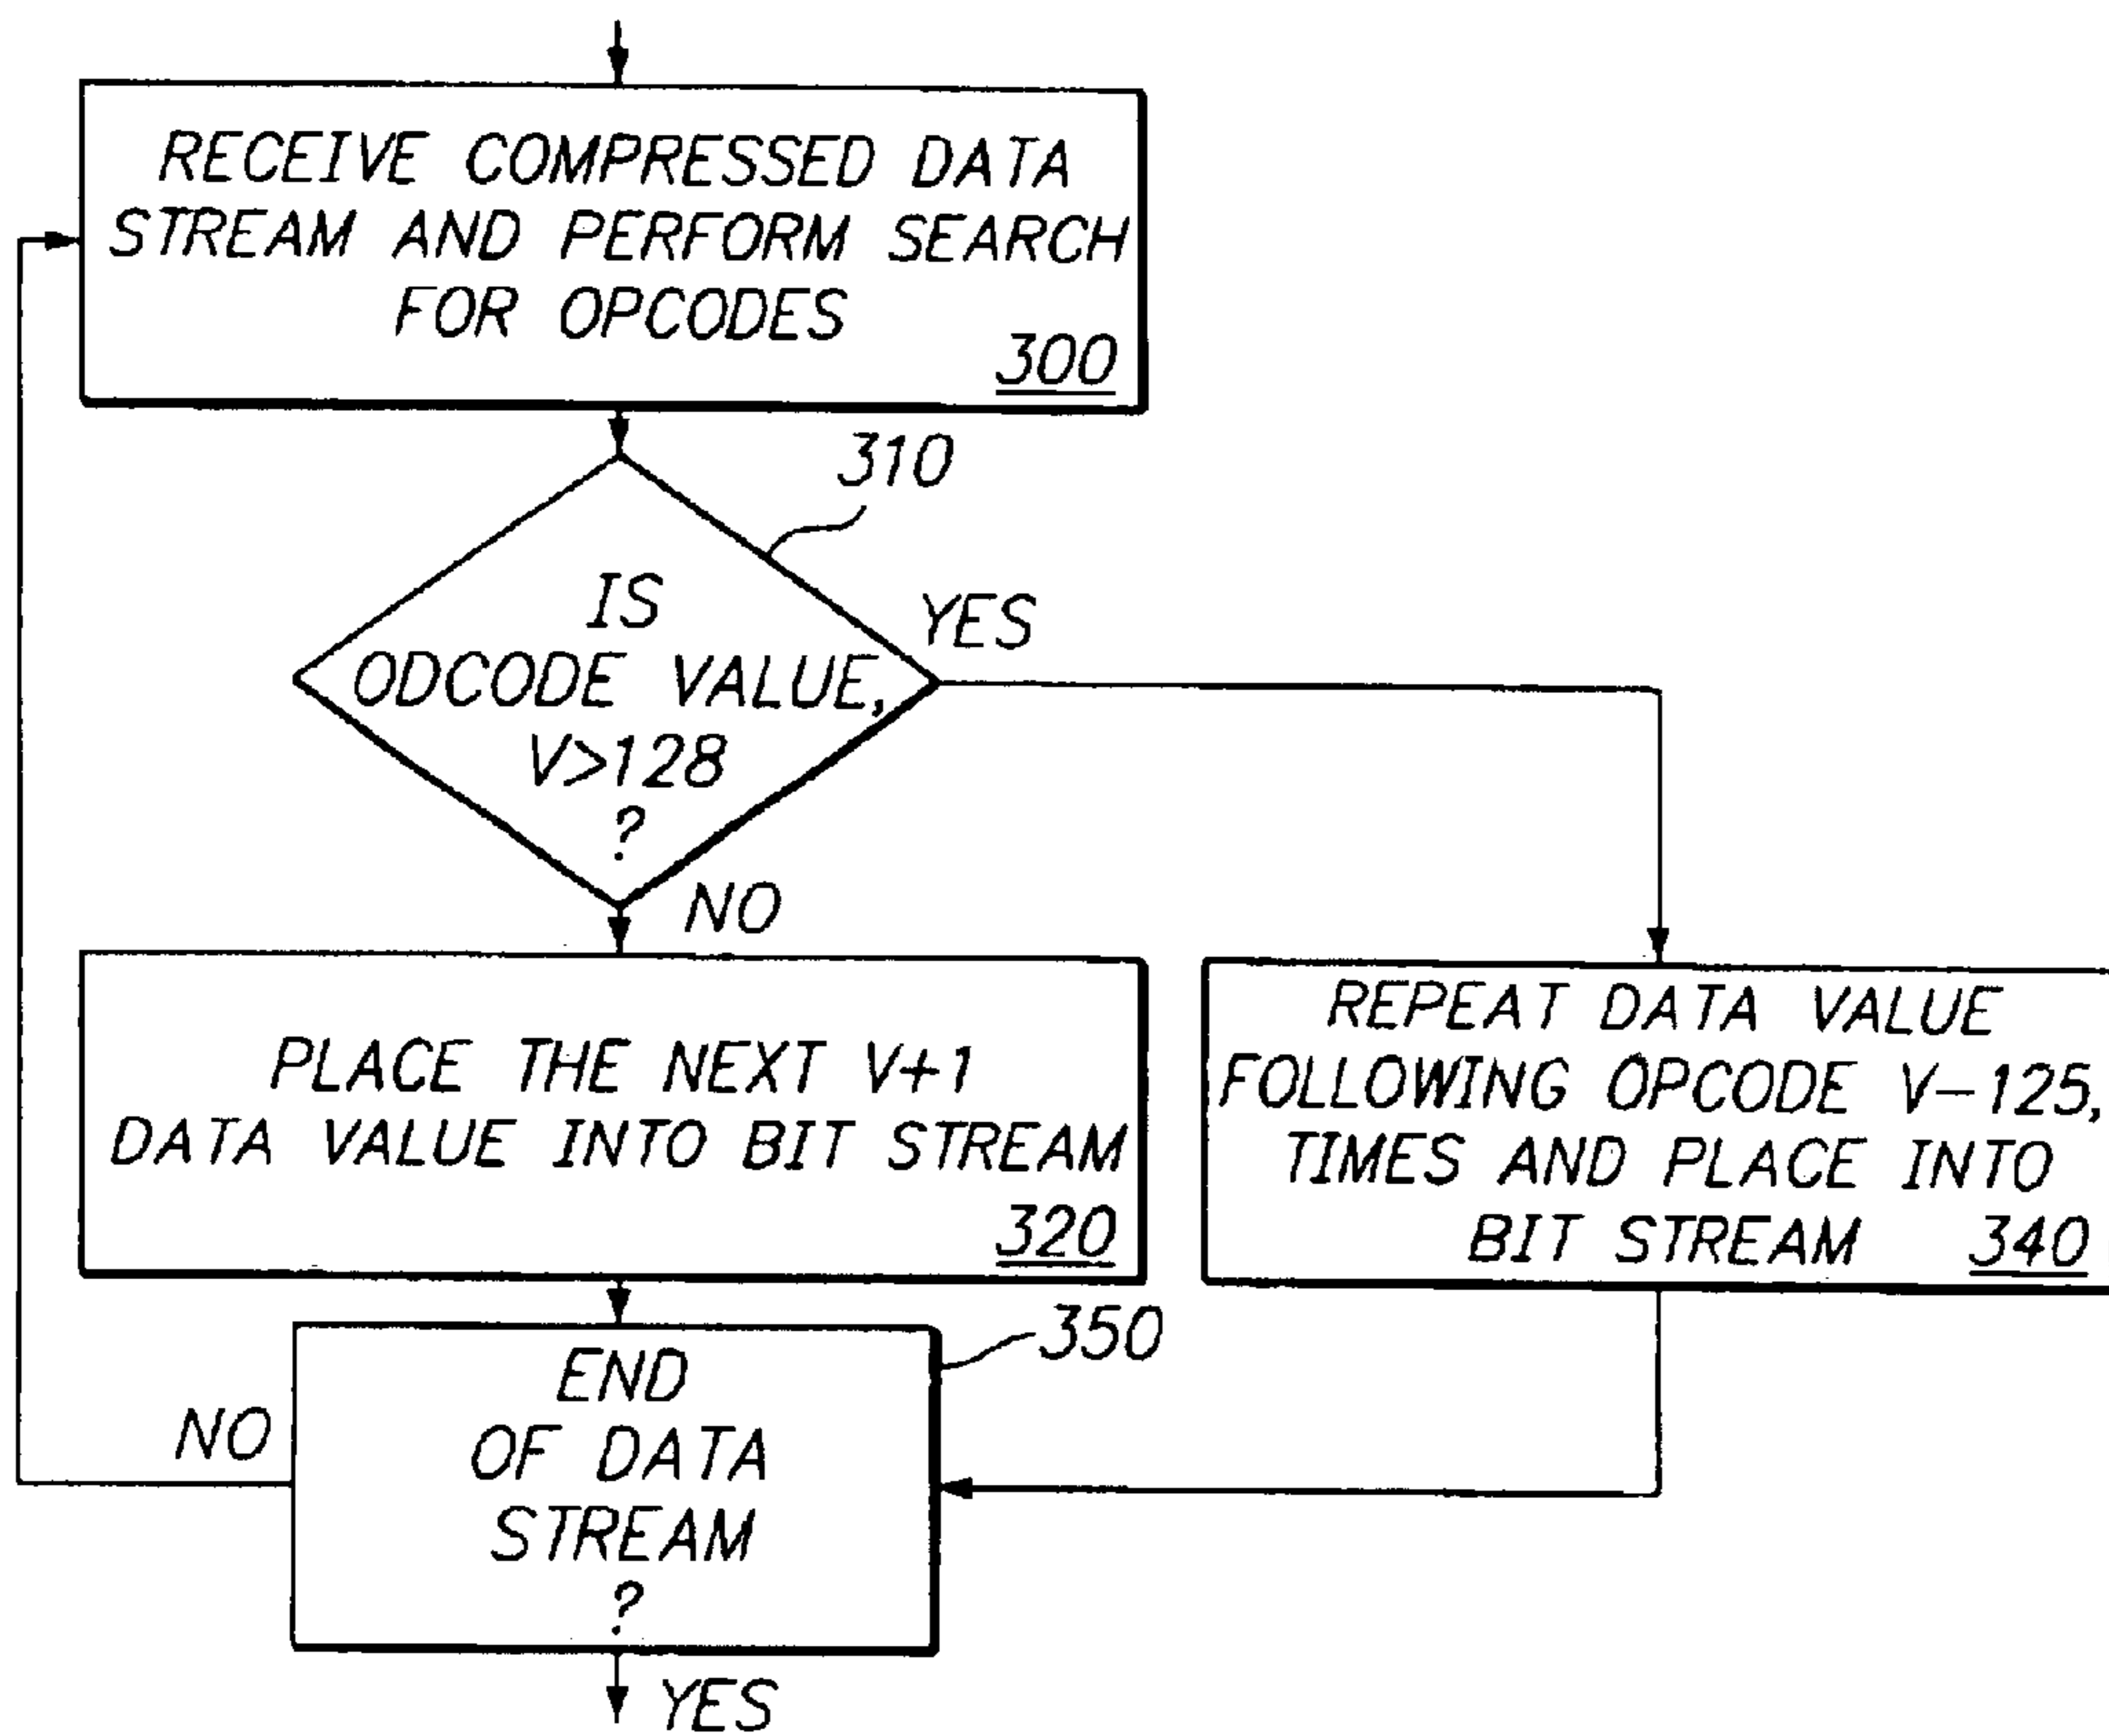 RECEIVE COMPRESSED DATA
STREAM AND PERFORM SEARCH
FOR OPCODES
300
310
IS
ODCODE VALUE,
V>128
?
YES
NO
PLACE THE NEXT V+1
DATA VALUE INTO BIT STREAM
320
REPEAT DATA VALUE
FOLLOWING OPCODE V-125,
TIMES AND PLACE INTO
BIT STREAM 340
350
END
OF DATA
STREAM
?
NO
YES